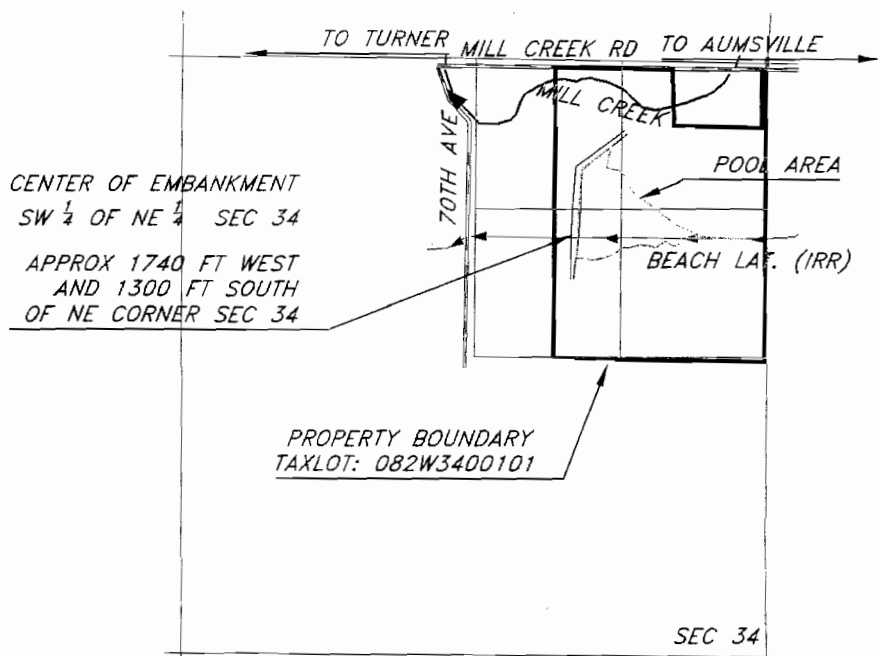 TO TURNER
MILL CREEK RD
TO AUMSVILLE
MILL CREEK
70TH AVE
POOL AREA
CENTER OF EMBANKMENT
SW 1/4 OF NE 1/4 SEC 34
APPROX 1740 FT WEST
AND 1300 FT SOUTH
OF NE CORNER SEC 34
BEACH LAT. (IRR)
PROPERTY BOUNDARY
TAXLOT: 082W3400101
SEC 34